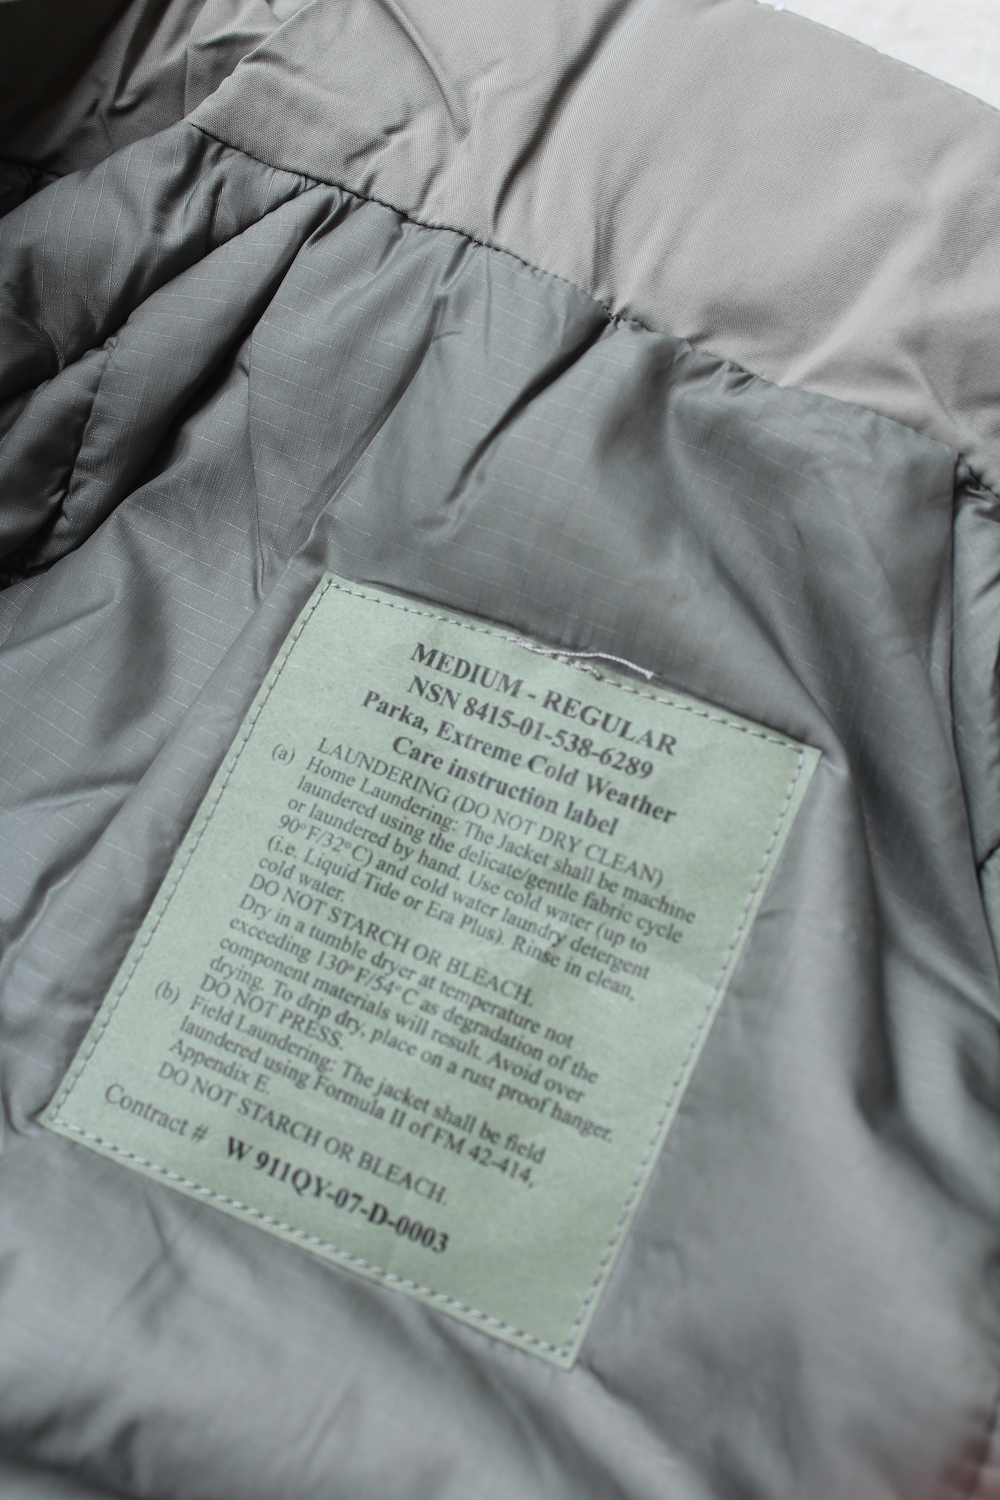 MEDIUM - REGULAR
NSN 8415-01-538-6289
Parka, Extreme Cold Weather
Care instruction label
LAUNDERING (DO NOT DRY CLEAN)
(a) Home Laundering: The Jacket shall be machine
laundered using the delicate/gentle fabric cycle
or laundered by hand. Use cold water (up to
90°F/32°C) and cold water laundry detergent
(i.e. Liquid Tide or Era Plus). Rinse in clean,
cold water.
DO NOT STARCH OR BLEACH.
Dry in a tumble dryer at temperature not
exceeding 130°F/54°C as degradation of the
component materials will result. Avoid over
drying. To drip dry, place on a rust proof hanger.
DO NOT PRESS.
(b) Field Laundering: The jacket shall be field
laundered using Formula II of FM 42-414,
Appendix E.
DO NOT STARCH OR BLEACH.
Contract # W911QY-07-D-0003